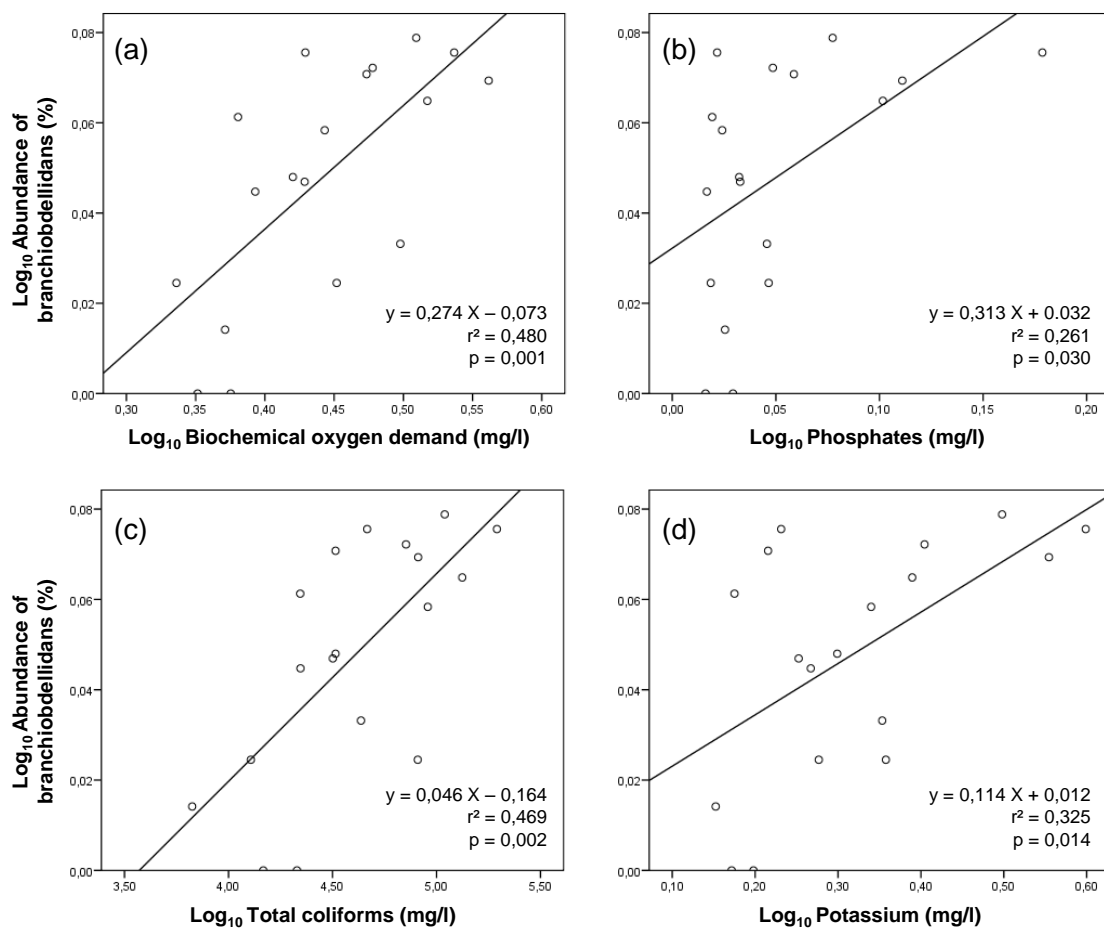 (a)
Log₁₀ Abundance of
branchiobdellidans (%)
0,08
0,06
0,04
0,02
0,00
y = 0,274 X – 0,073
r² = 0,480
p = 0,001
0,30 0,35 0,40 0,45 0,50 0,55 0,60
Log₁₀ Biochemical oxygen demand (mg/l)
(b)
0,08
0,06
0,04
0,02
0,00
y = 0,313 X + 0.032
r² = 0,261
p = 0,030
0,00 0,05 0,10 0,15 0,20
Log₁₀ Phosphates (mg/l)
(c)
Log₁₀ Abundance of
branchiobdellidans (%)
0,08
0,06
0,04
0,02
0,00
y = 0,046 X – 0,164
r² = 0,469
p = 0,002
3,50 4,00 4,50 5,00 5,50
Log₁₀ Total coliforms (mg/l)
(d)
0,08
0,06
0,04
0,02
0,00
y = 0,114 X + 0,012
r² = 0,325
p = 0,014
0,10 0,20 0,30 0,40 0,50 0,60
Log₁₀ Potassium (mg/l)